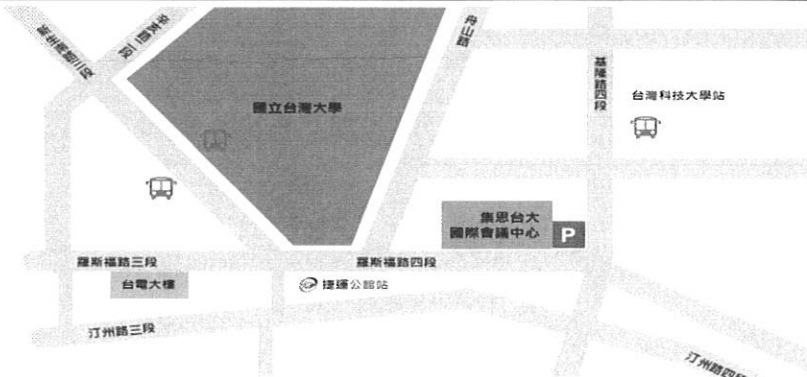 新生南路三段
辛亥路二段
舟山路
基隆路四段
國立台灣大學
台灣科技大學站
集思台大
國際會議中心
P
羅斯福路三段
羅斯福路四段
台電大樓
捷運公館站
汀州路三段
汀州路四段